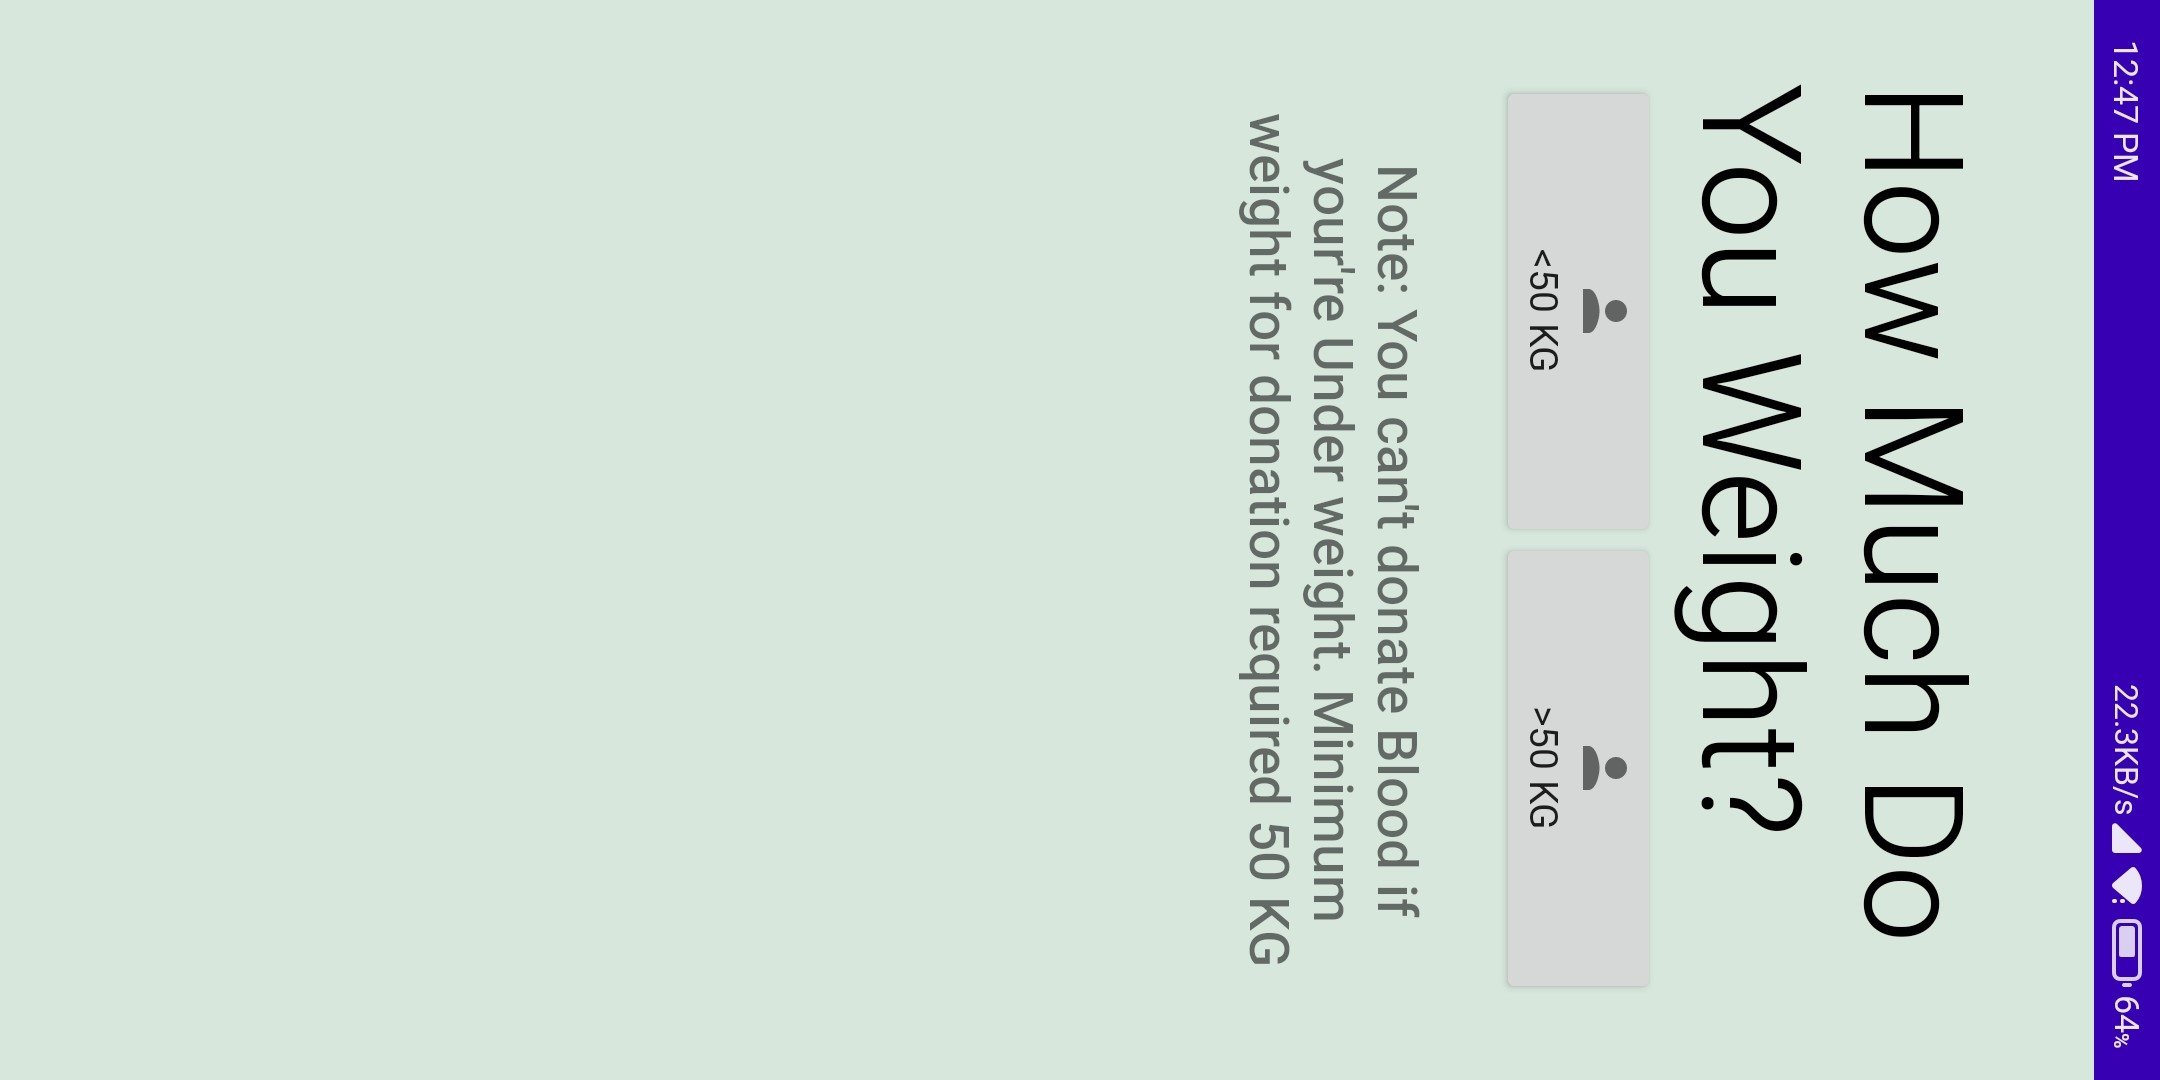 12:47 PM 22.3KB/s 64%
How Much Do
You Weight?
<50 KG >50 KG
Note: You can't donate Blood if
your're Under weight. Minimum
weight for donation required 50 KG